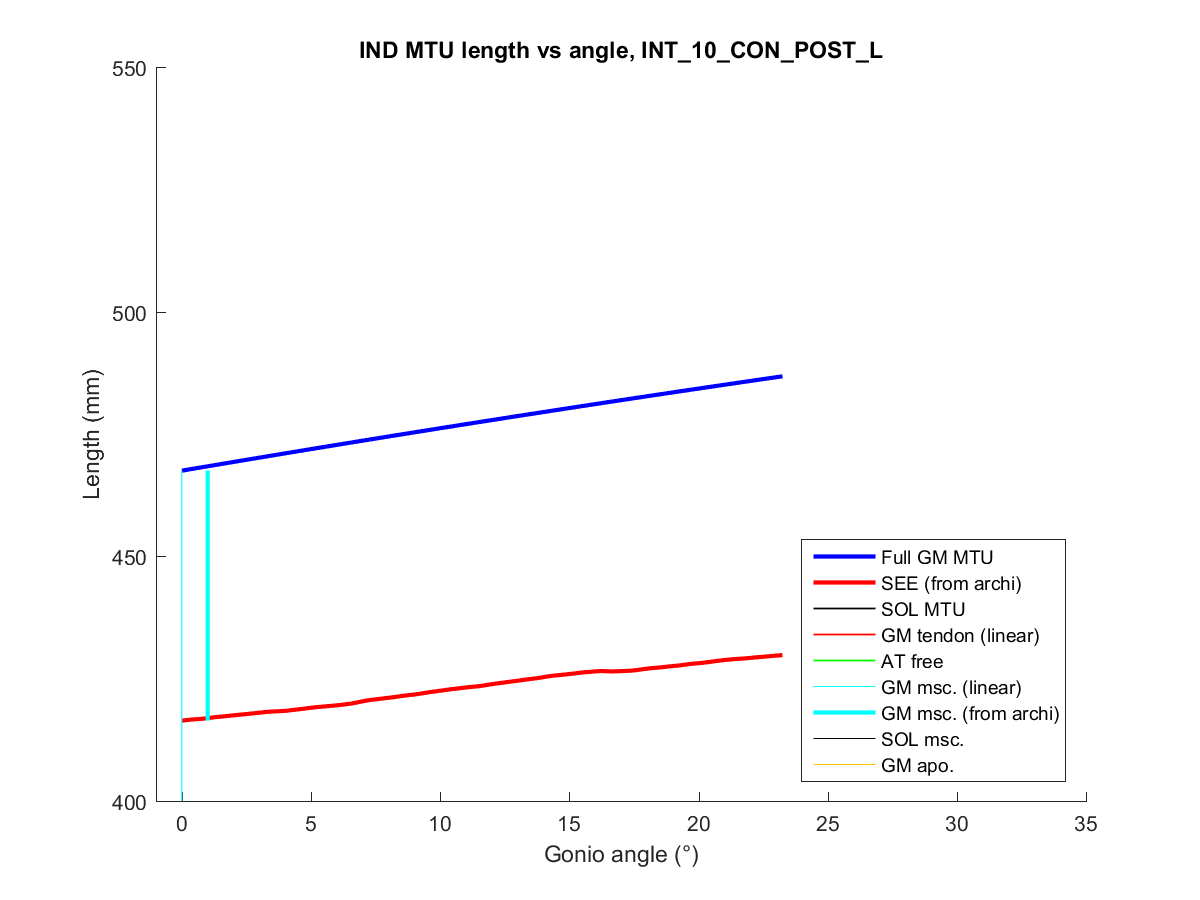 IND MTU length vs angle, INT_10_CON_POST_L
550
500
450
400
Length (mm)
0 5 10 15 20 25 30 35
Gonio angle (°)
Full GM MTU
SEE (from archi)
SOL MTU
GM tendon (linear)
AT free
GM msc. (linear)
GM msc. (from archi)
SOL msc.
GM apo.